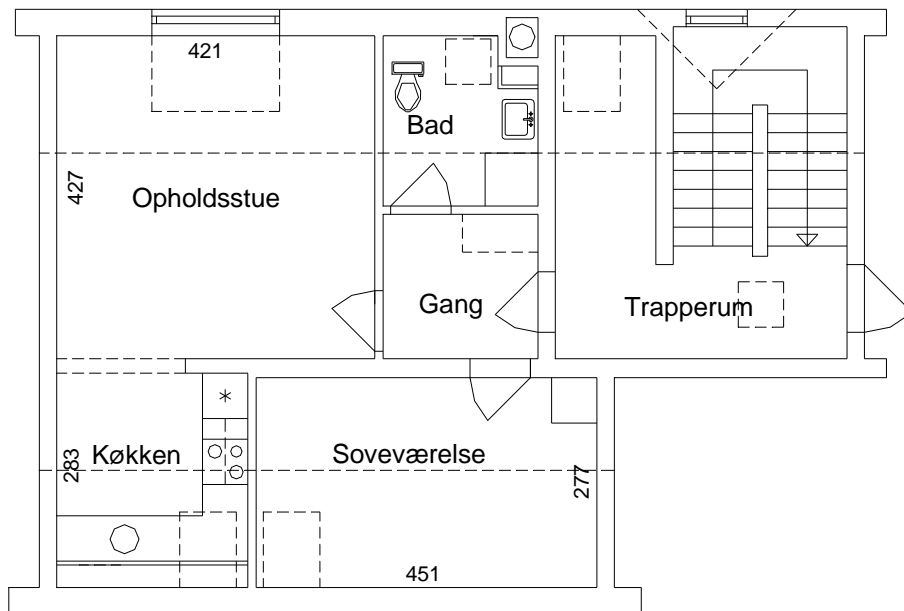 421
Bad
427
Opholdsstue
Gang
Trapperum
Køkken
283
Soveværelse
277
451